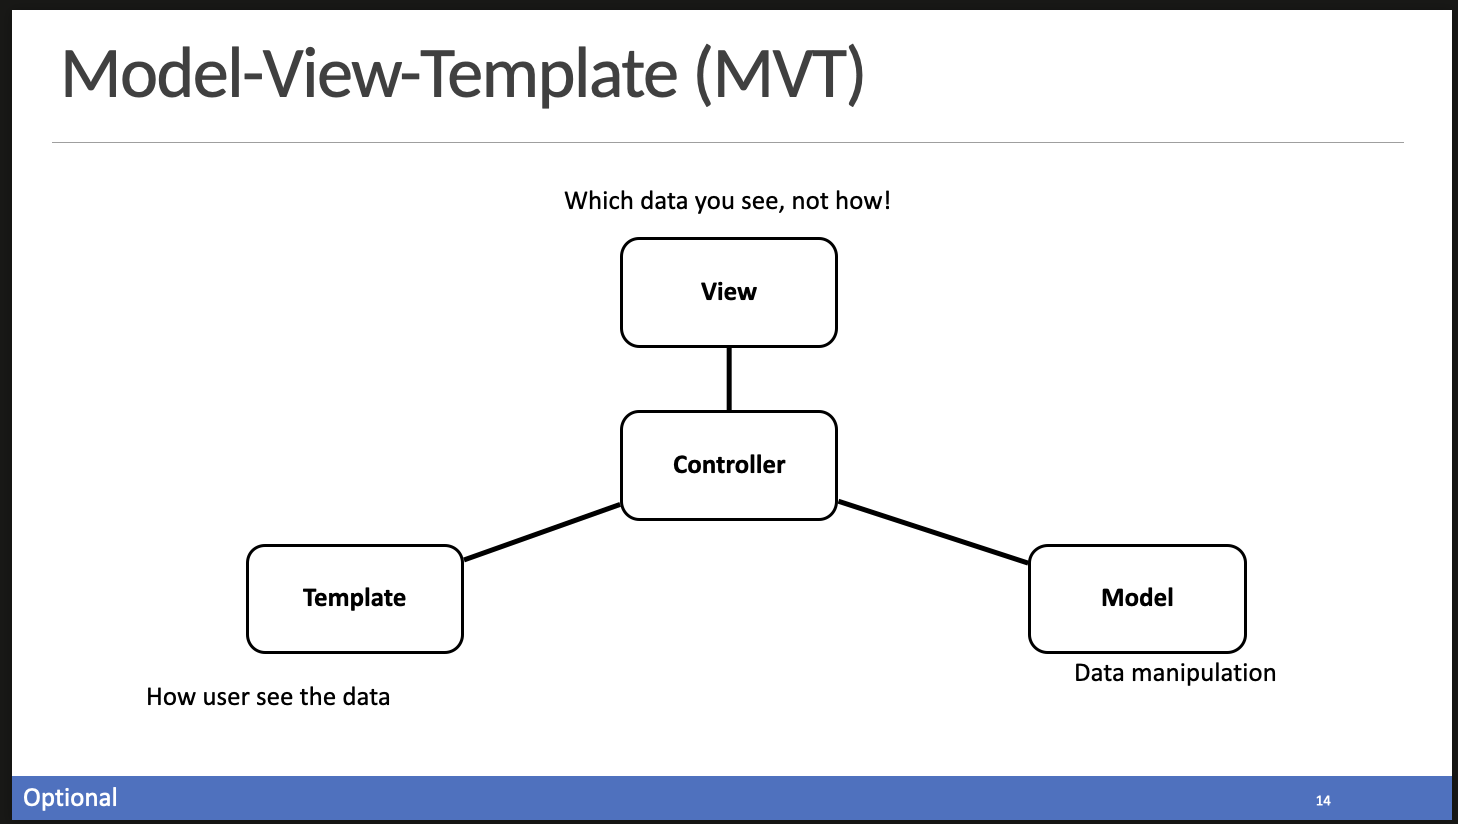 Model-View-Template (MVT)
Which data you see, not how!
View
Controller
Template
Model
Data manipulation
How user see the data
Optional
14